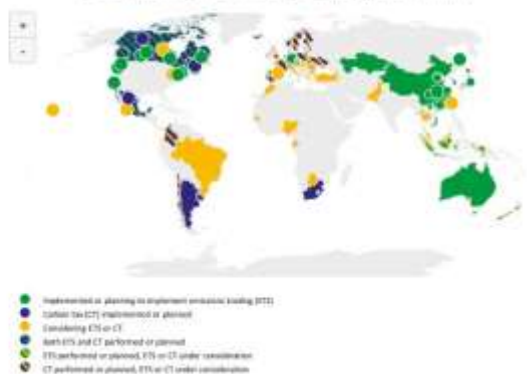 +
-
Implemented or planning to implement emissions trading (ETS)
Carbon tax (CT) implemented or planned
Considering ETS or CT
Both ETS and CT performed or planned
ETS performed or planned, ETS or CT under consideration
CT performed or planned, ETS or CT under consideration